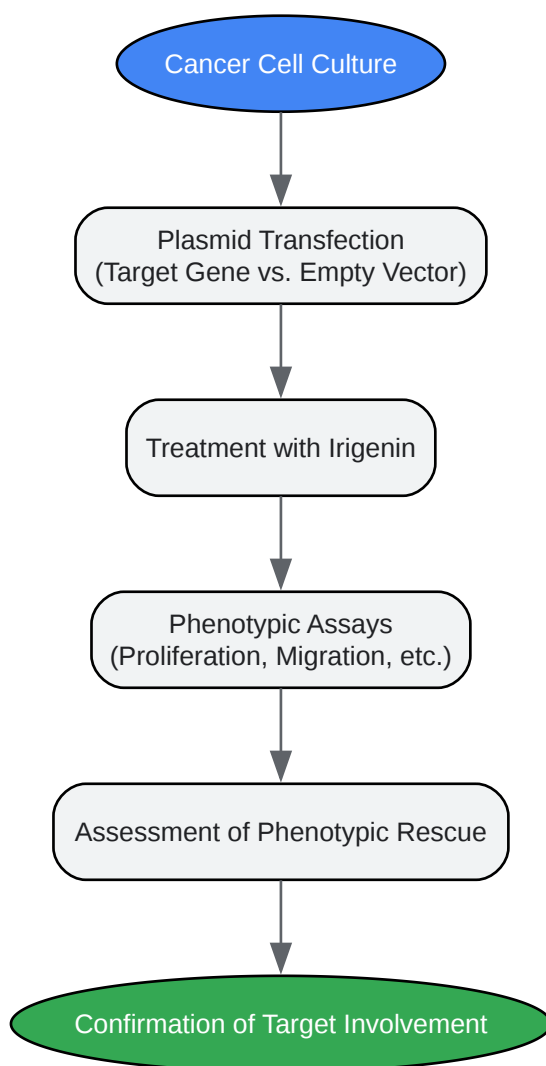 Cancer Cell Culture
Plasmid Transfection
(Target Gene vs. Empty Vector)
Treatment with Irigenin
Phenotypic Assays
(Proliferation, Migration, etc.)
Assessment of Phenotypic Rescue
Confirmation of Target Involvement